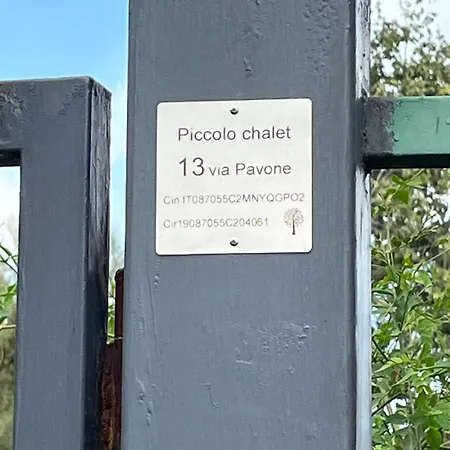 Piccolo chalet
13 via Pavone
Cin IT087055C2MNYQGPO2
Cir19087055C204061